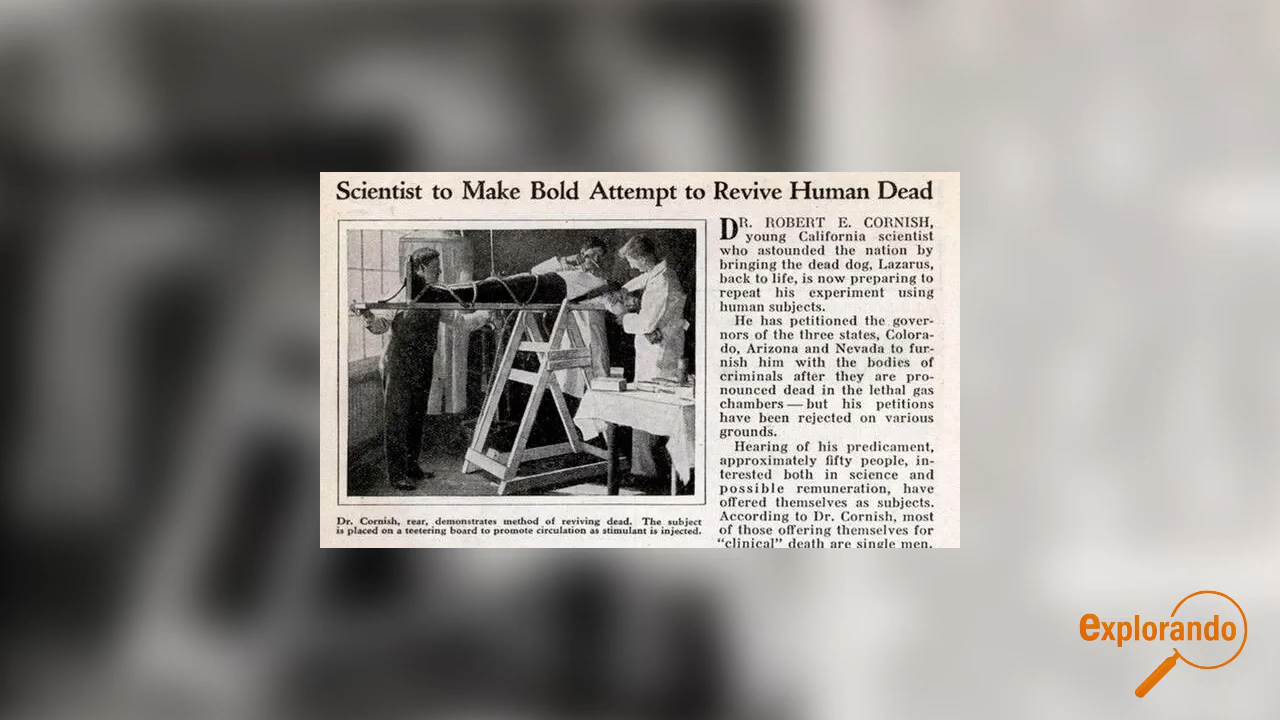 Scientist to Make Bold Attempt to Revive Human Dead
DR. ROBERT E. CORNISH,
young California scientist
who astounded the nation by
bringing the dead dog, Lazarus,
back to life, is now preparing to
repeat his experiment using
human subjects.
He has petitioned the gover-
nors of the three states, Colora-
do, Arizona and Nevada to fur-
nish him with the bodies of
criminals after they are pro-
nounced dead in the lethal gas
chambers — but his petitions
have been rejected on various
grounds.
Hearing of his predicament,
approximately fifty people, in-
terested both in science and
possible remuneration, have
offered themselves as subjects.
According to Dr. Cornish, most
of those offering themselves for
“clinical” death are single men.
Dr. Cornish, rear, demonstrates method of reviving dead. The subject
is placed on a teetering board to promote circulation as stimulant is injected.
explorando